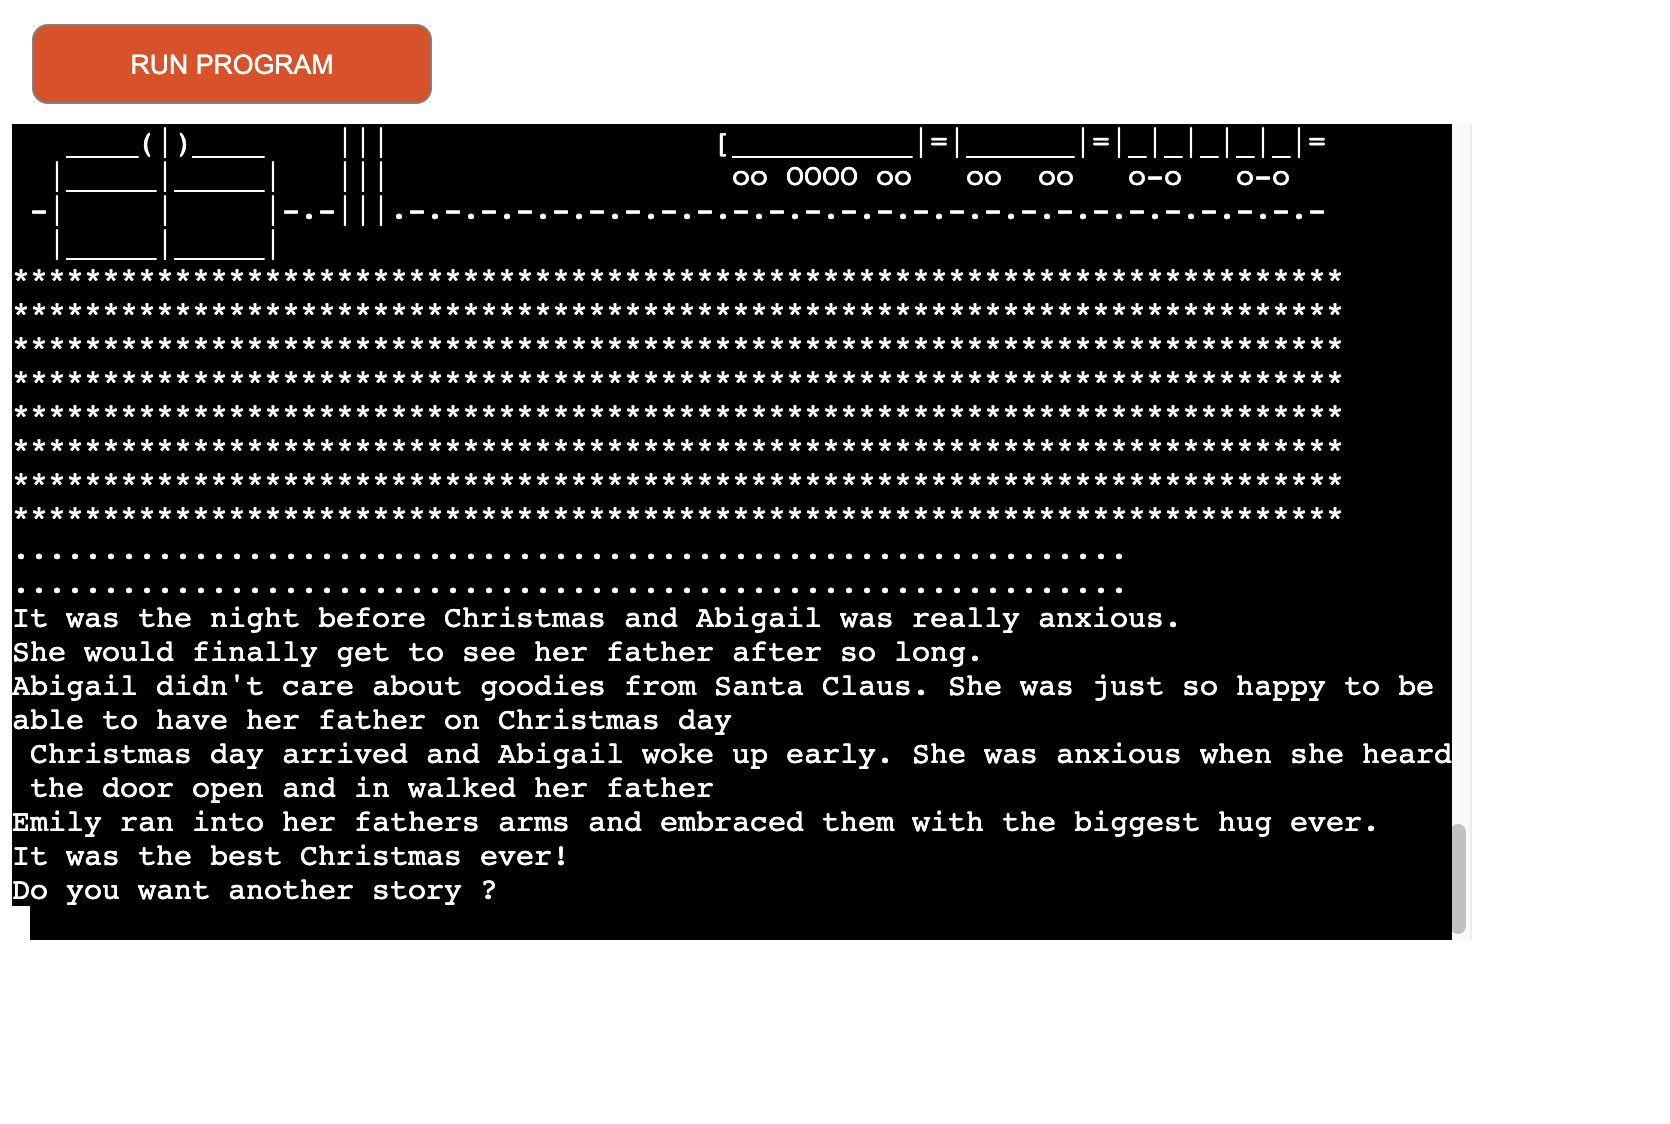 RUN PROGRAM
   ____(|)____    |||                  [__________|=|______|=|_|_|_|_|_|=
  |_____|_____|   |||                   oo OOOO oo   oo  oo   o-o   o-o
 -|     |     |-.-|||.-.-.-.-.-.-.-.-.-.-.-.-.-.-.-.-.-.-.-.-.-.-.-.-.-.-
  |_____|_____|
**************************************************************************
**************************************************************************
**************************************************************************
**************************************************************************
**************************************************************************
**************************************************************************
**************************************************************************
**************************************************************************
..............................................................
..............................................................
It was the night before Christmas and Abigail was really anxious.
She would finally get to see her father after so long.
Abigail didn't care about goodies from Santa Claus. She was just so happy to be
able to have her father on Christmas day
 Christmas day arrived and Abigail woke up early. She was anxious when she heard
 the door open and in walked her father
Emily ran into her fathers arms and embraced them with the biggest hug ever.
It was the best Christmas ever!
Do you want another story ?